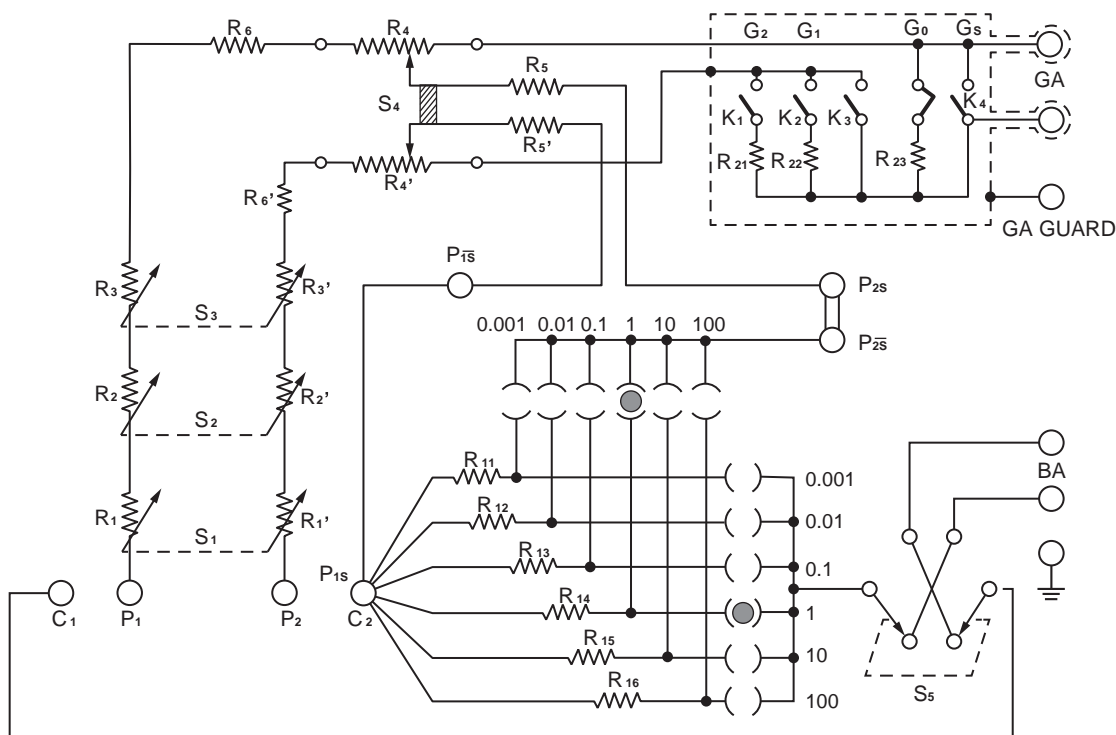 R6 R4 G2 G1 G0 GS
GA
R5
S4 K1 K2 K3 K4
R5'
R4' R21 R22 R23
R6'
GA GUARD
P1S̅
R3 R3' P2S
S3
0.001 0.01 0.1 1 10 100
P2S̅
R2 R2'
S2
R11 BA
0.001
R12
R1 R1' 0.01
S1
R13
P1S 0.1
R14
C1 P1 P2 C2 1
R15
10
R16
S5
100